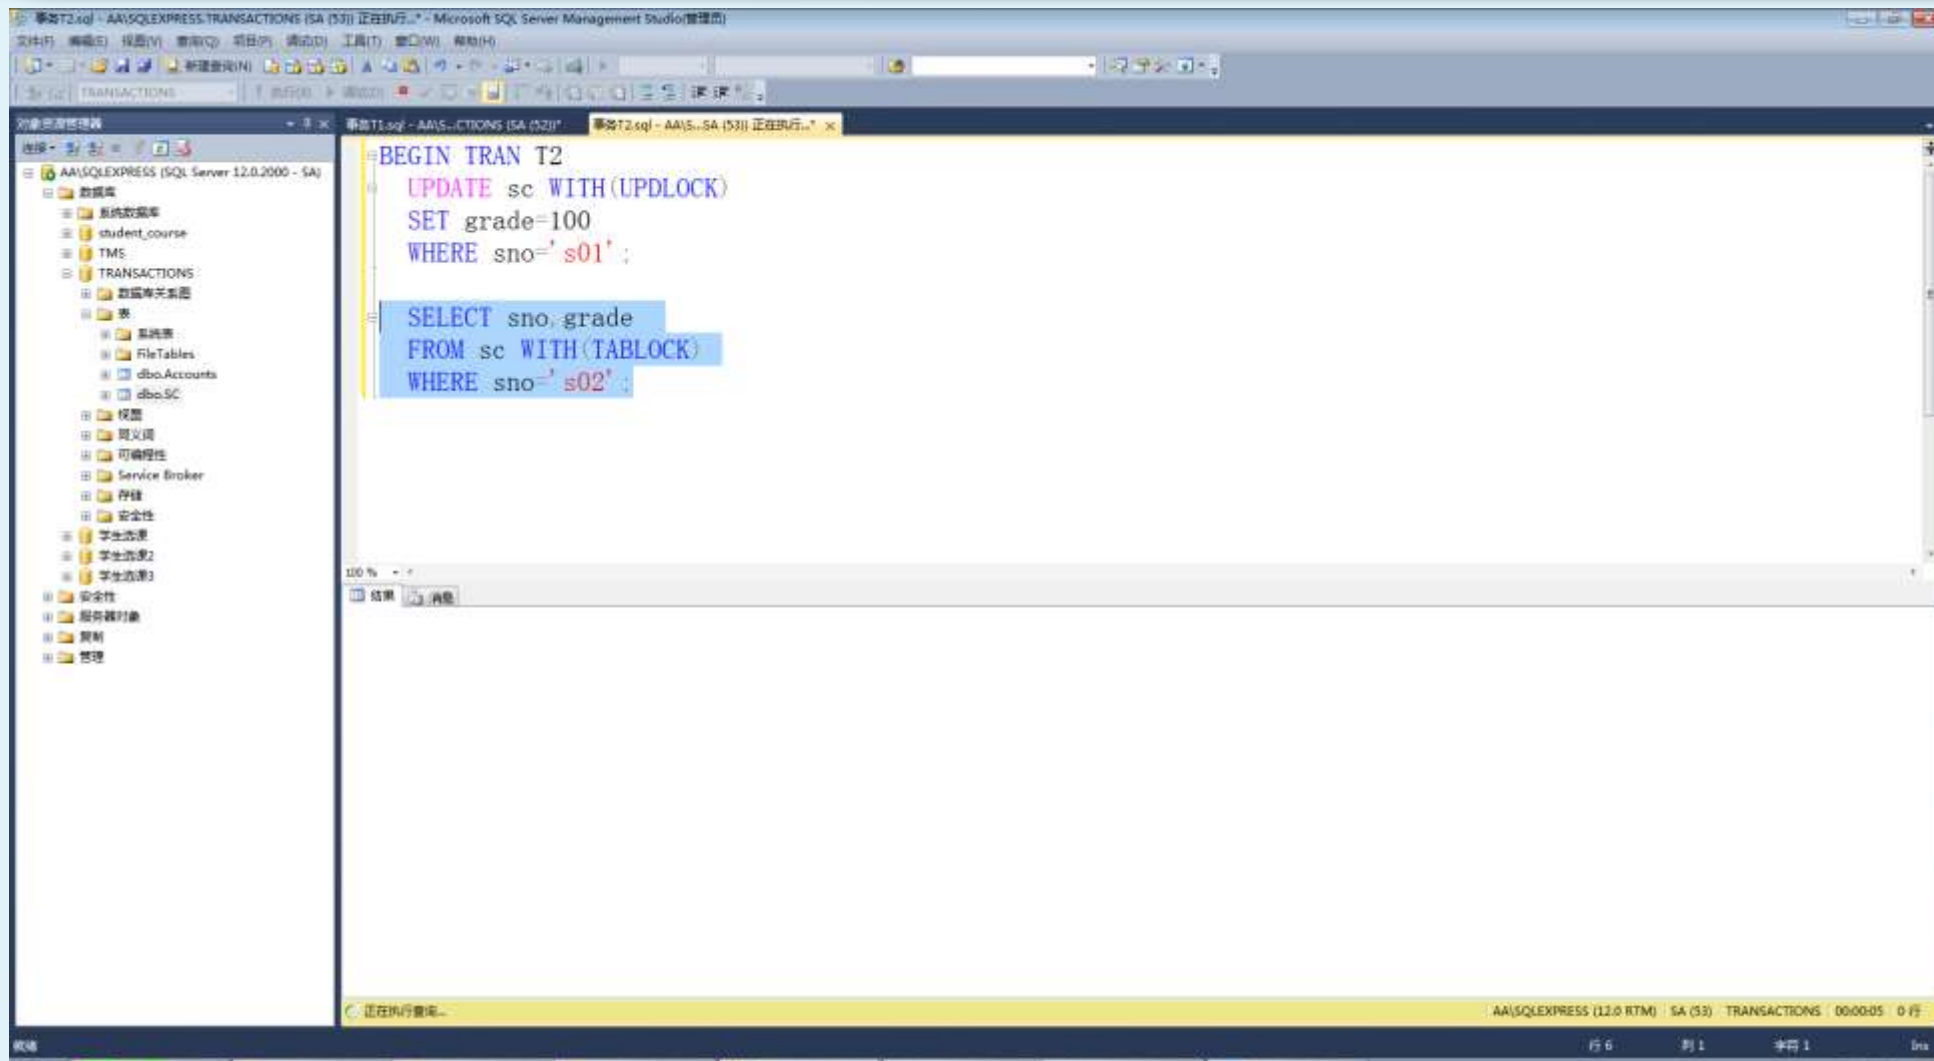 事务T2.sql - AA\SQLEXPRESS.TRANSACTIONS (SA (53)) 正在执行...* - Microsoft SQL Server Management Studio(管理员)
文件(F) 编辑(E) 视图(V) 查询(Q) 项目(P) 调试(D) 工具(T) 窗口(W) 帮助(H)
新建查询(N)
TRANSACTIONS 执行(X) 调试(D)
对象资源管理器
事务T1.sql - AA\S...CTIONS (SA (52))*
事务T2.sql - AA\S...SA (53)) 正在执行...*
连接
AA\SQLEXPRESS (SQL Server 12.0.2000 - SA)
数据库
系统数据库
student_course
TMS
TRANSACTIONS
数据库关系图
表
系统表
FileTables
dbo.Accounts
dbo.SC
视图
同义词
可编程性
Service Broker
存储
安全性
学生选课
学生选课2
学生选课3
安全性
服务器对象
复制
管理
BEGIN TRAN T2
UPDATE sc WITH(UPDLOCK)
SET grade=100
WHERE sno='s01';
SELECT sno,grade
FROM sc WITH(TABLOCK)
WHERE sno='s02';
100 %
结果 消息
正在执行查询...
AA\SQLEXPRESS (12.0 RTM) SA (53) TRANSACTIONS 00:00:05 0 行
就绪 行 6 列 1 字符 1 Ins